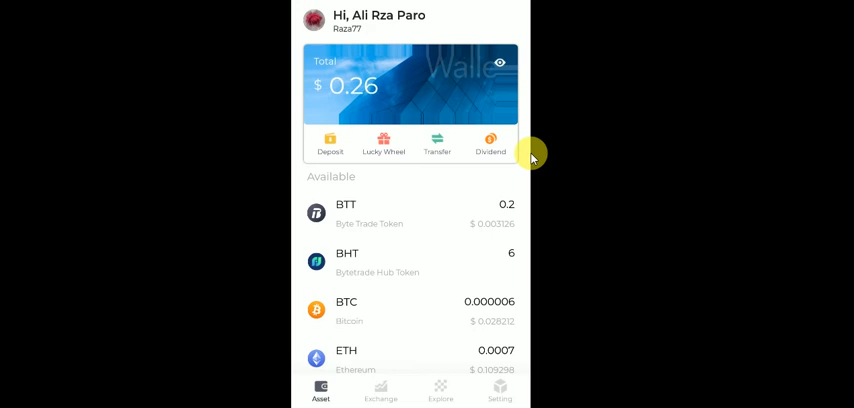 Hi, Ali Rza Paro
Raza77
Walle
Total
$ 0.26
Deposit Lucky Wheel Transfer Dividend
Available
BTT 0.2
Byte Trade Token $ 0.003126
BHT 6
Bytetrade Hub Token
BTC 0.000006
Bitcoin $ 0.028212
ETH 0.0007
Ethereum $ 0.109298
Asset Exchange Explore Setting